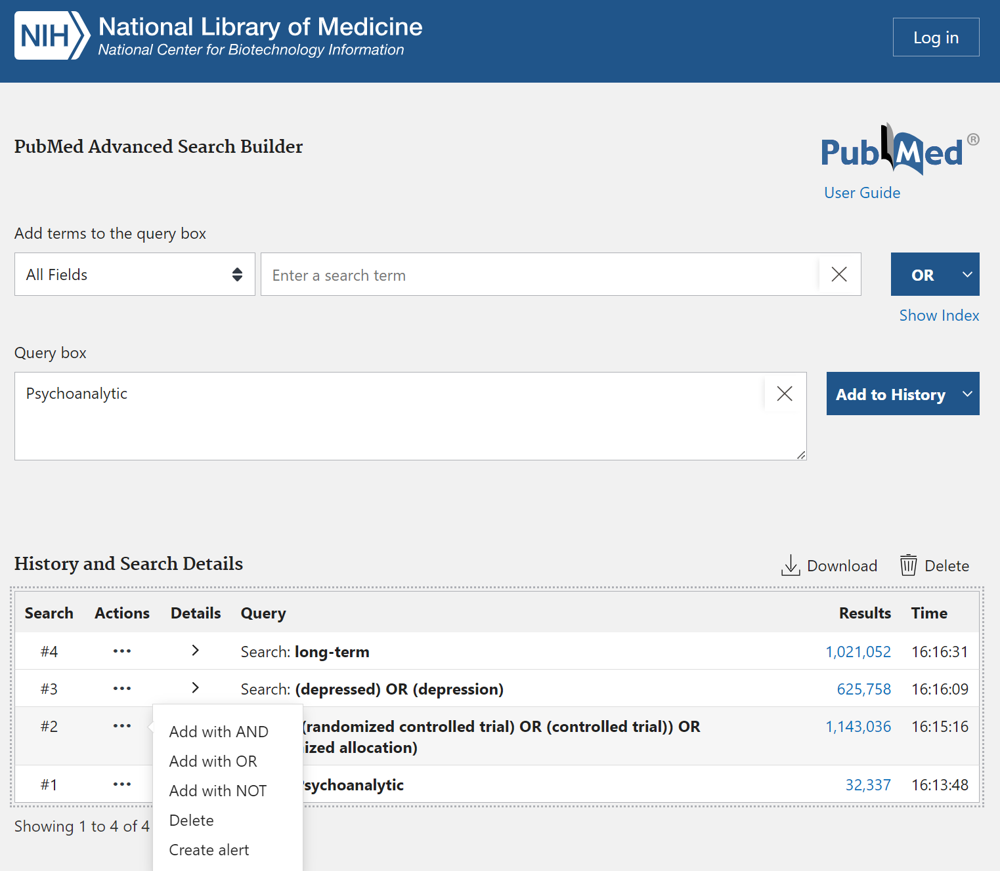 NIH National Library of Medicine
National Center for Biotechnology Information
Log in
PubMed Advanced Search Builder
PubMed®
User Guide
Add terms to the query box
All Fields
Enter a search term
OR
Show Index
Query box
Psychoanalytic
Add to History
History and Search Details
Download
Delete
Search Actions Details Query Results Time
#4 Search: long-term 1,021,052 16:16:31
#3 Search: (depressed) OR (depression) 625,758 16:16:09
#2 (randomized controlled trial) OR (controlled trial)) OR 1,143,036 16:15:16
allocation)
#1 Psychoanalytic 32,337 16:13:48
Add with AND
Add with OR
Add with NOT
Delete
Create alert
Showing 1 to 4 of 4